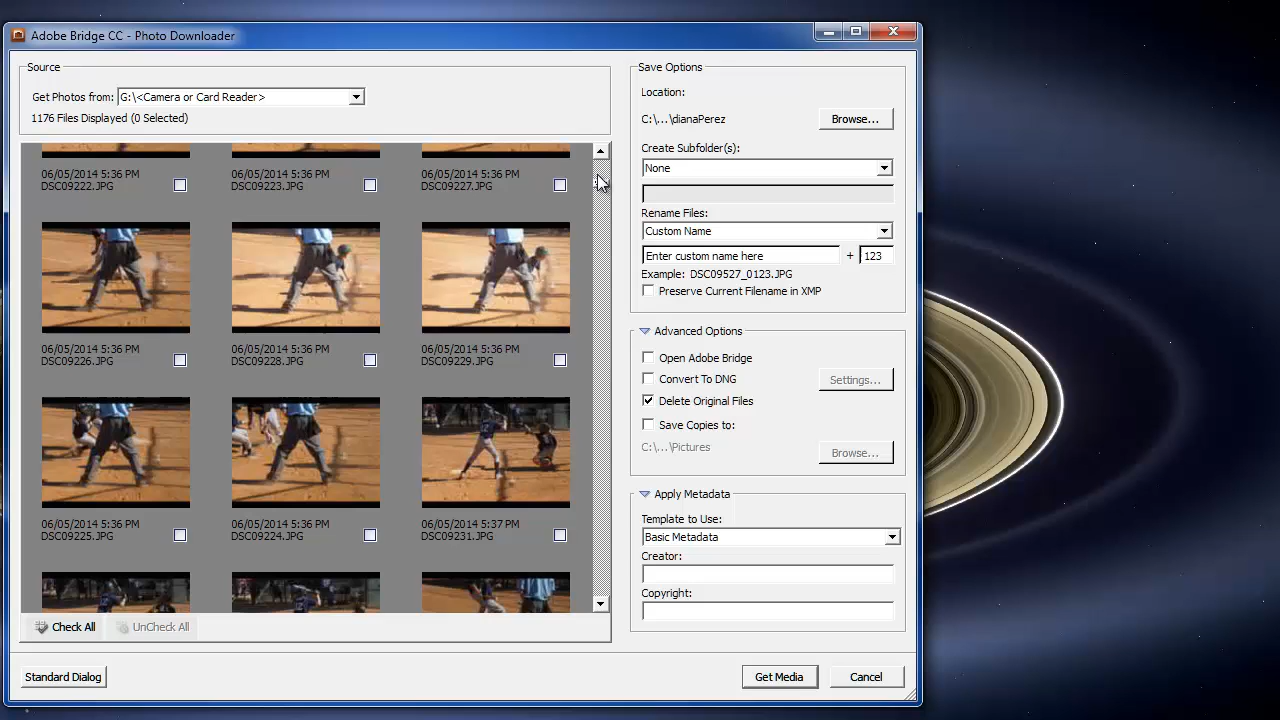 Adobe Bridge CC - Photo Downloader
Source
Get Photos from: G:\<Camera or Card Reader>
1176 Files Displayed (0 Selected)
06/05/2014 5:36 PM 06/05/2014 5:36 PM 06/05/2014 5:36 PM
DSC09222.JPG DSC09223.JPG DSC09227.JPG
06/05/2014 5:36 PM 06/05/2014 5:36 PM 06/05/2014 5:36 PM
DSC09226.JPG DSC09228.JPG DSC09229.JPG
06/05/2014 5:36 PM 06/05/2014 5:36 PM 06/05/2014 5:37 PM
DSC09225.JPG DSC09224.JPG DSC09231.JPG
Check All UnCheck All
Save Options
Location:
C:\...\dianaPerez Browse...
Create Subfolder(s):
None
Rename Files:
Custom Name
Enter custom name here + 123
Example: DSC09527_0123.JPG
Preserve Current Filename in XMP
Advanced Options
Open Adobe Bridge
Convert To DNG Settings...
Delete Original Files
Save Copies to:
C:\...\Pictures Browse...
Apply Metadata
Template to Use:
Basic Metadata
Creator:
Copyright:
Standard Dialog Get Media Cancel